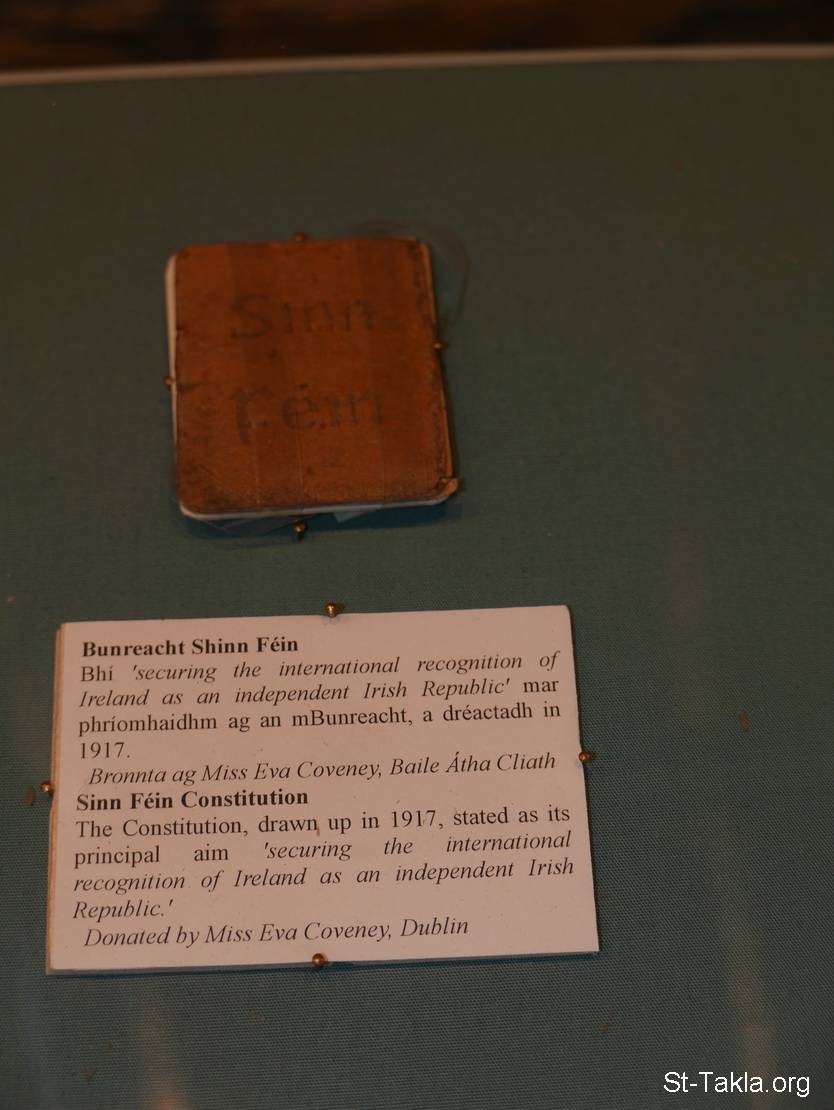 Sinn
Féin
Bunreacht Shinn Féin
Bhí 'securing the international recognition of
Ireland as an independent Irish Republic' mar
phríomhaidhm ag an mBunreacht, a dréactadh in
1917.
Bronnta ag Miss Eva Coveney, Baile Átha Cliath
Sinn Féin Constitution
The Constitution, drawn up in 1917, stated as its
principal aim 'securing the international
recognition of Ireland as an independent Irish
Republic.'
Donated by Miss Eva Coveney, Dublin
St-Takla.org